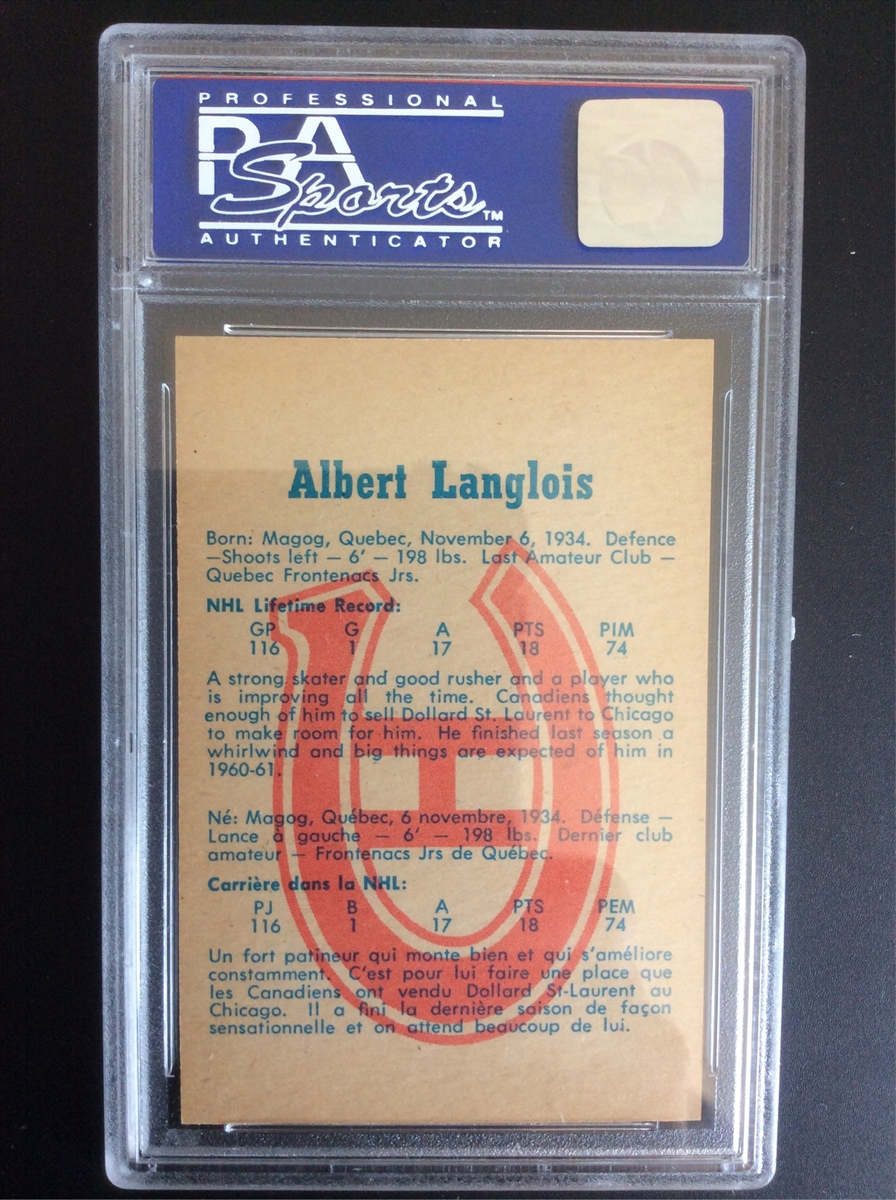 PROFESSIONAL
PSA
Sports™
AUTHENTICATOR
Albert Langlois
Born: Magog, Quebec, November 6, 1934. Defence
—Shoots left — 6' — 198 lbs. Last Amateur Club —
Quebec Frontenacs Jrs.
NHL Lifetime Record:
GP G A PTS PIM
116 1 17 18 74
A strong skater and good rusher and a player who
is improving all the time. Canadiens thought
enough of him to sell Dollard St. Laurent to Chicago
to make room for him. He finished last season a
whirlwind and big things are expected of him in
1960-61.
Né: Magog, Québec, 6 novembre, 1934. Défense —
Lance à gauche — 6' — 198 lbs. Dernier club
amateur — Frontenacs Jrs de Québec.
Carrière dans la NHL:
PJ B A PTS PEM
116 1 17 18 74
Un fort patineur qui monte bien et qui s'améliore
constamment. C'est pour lui faire une place que
les Canadiens ont vendu Dollard St-Laurent au
Chicago. Il a fini la dernière saison de façon
sensationnelle et on attend beaucoup de lui.